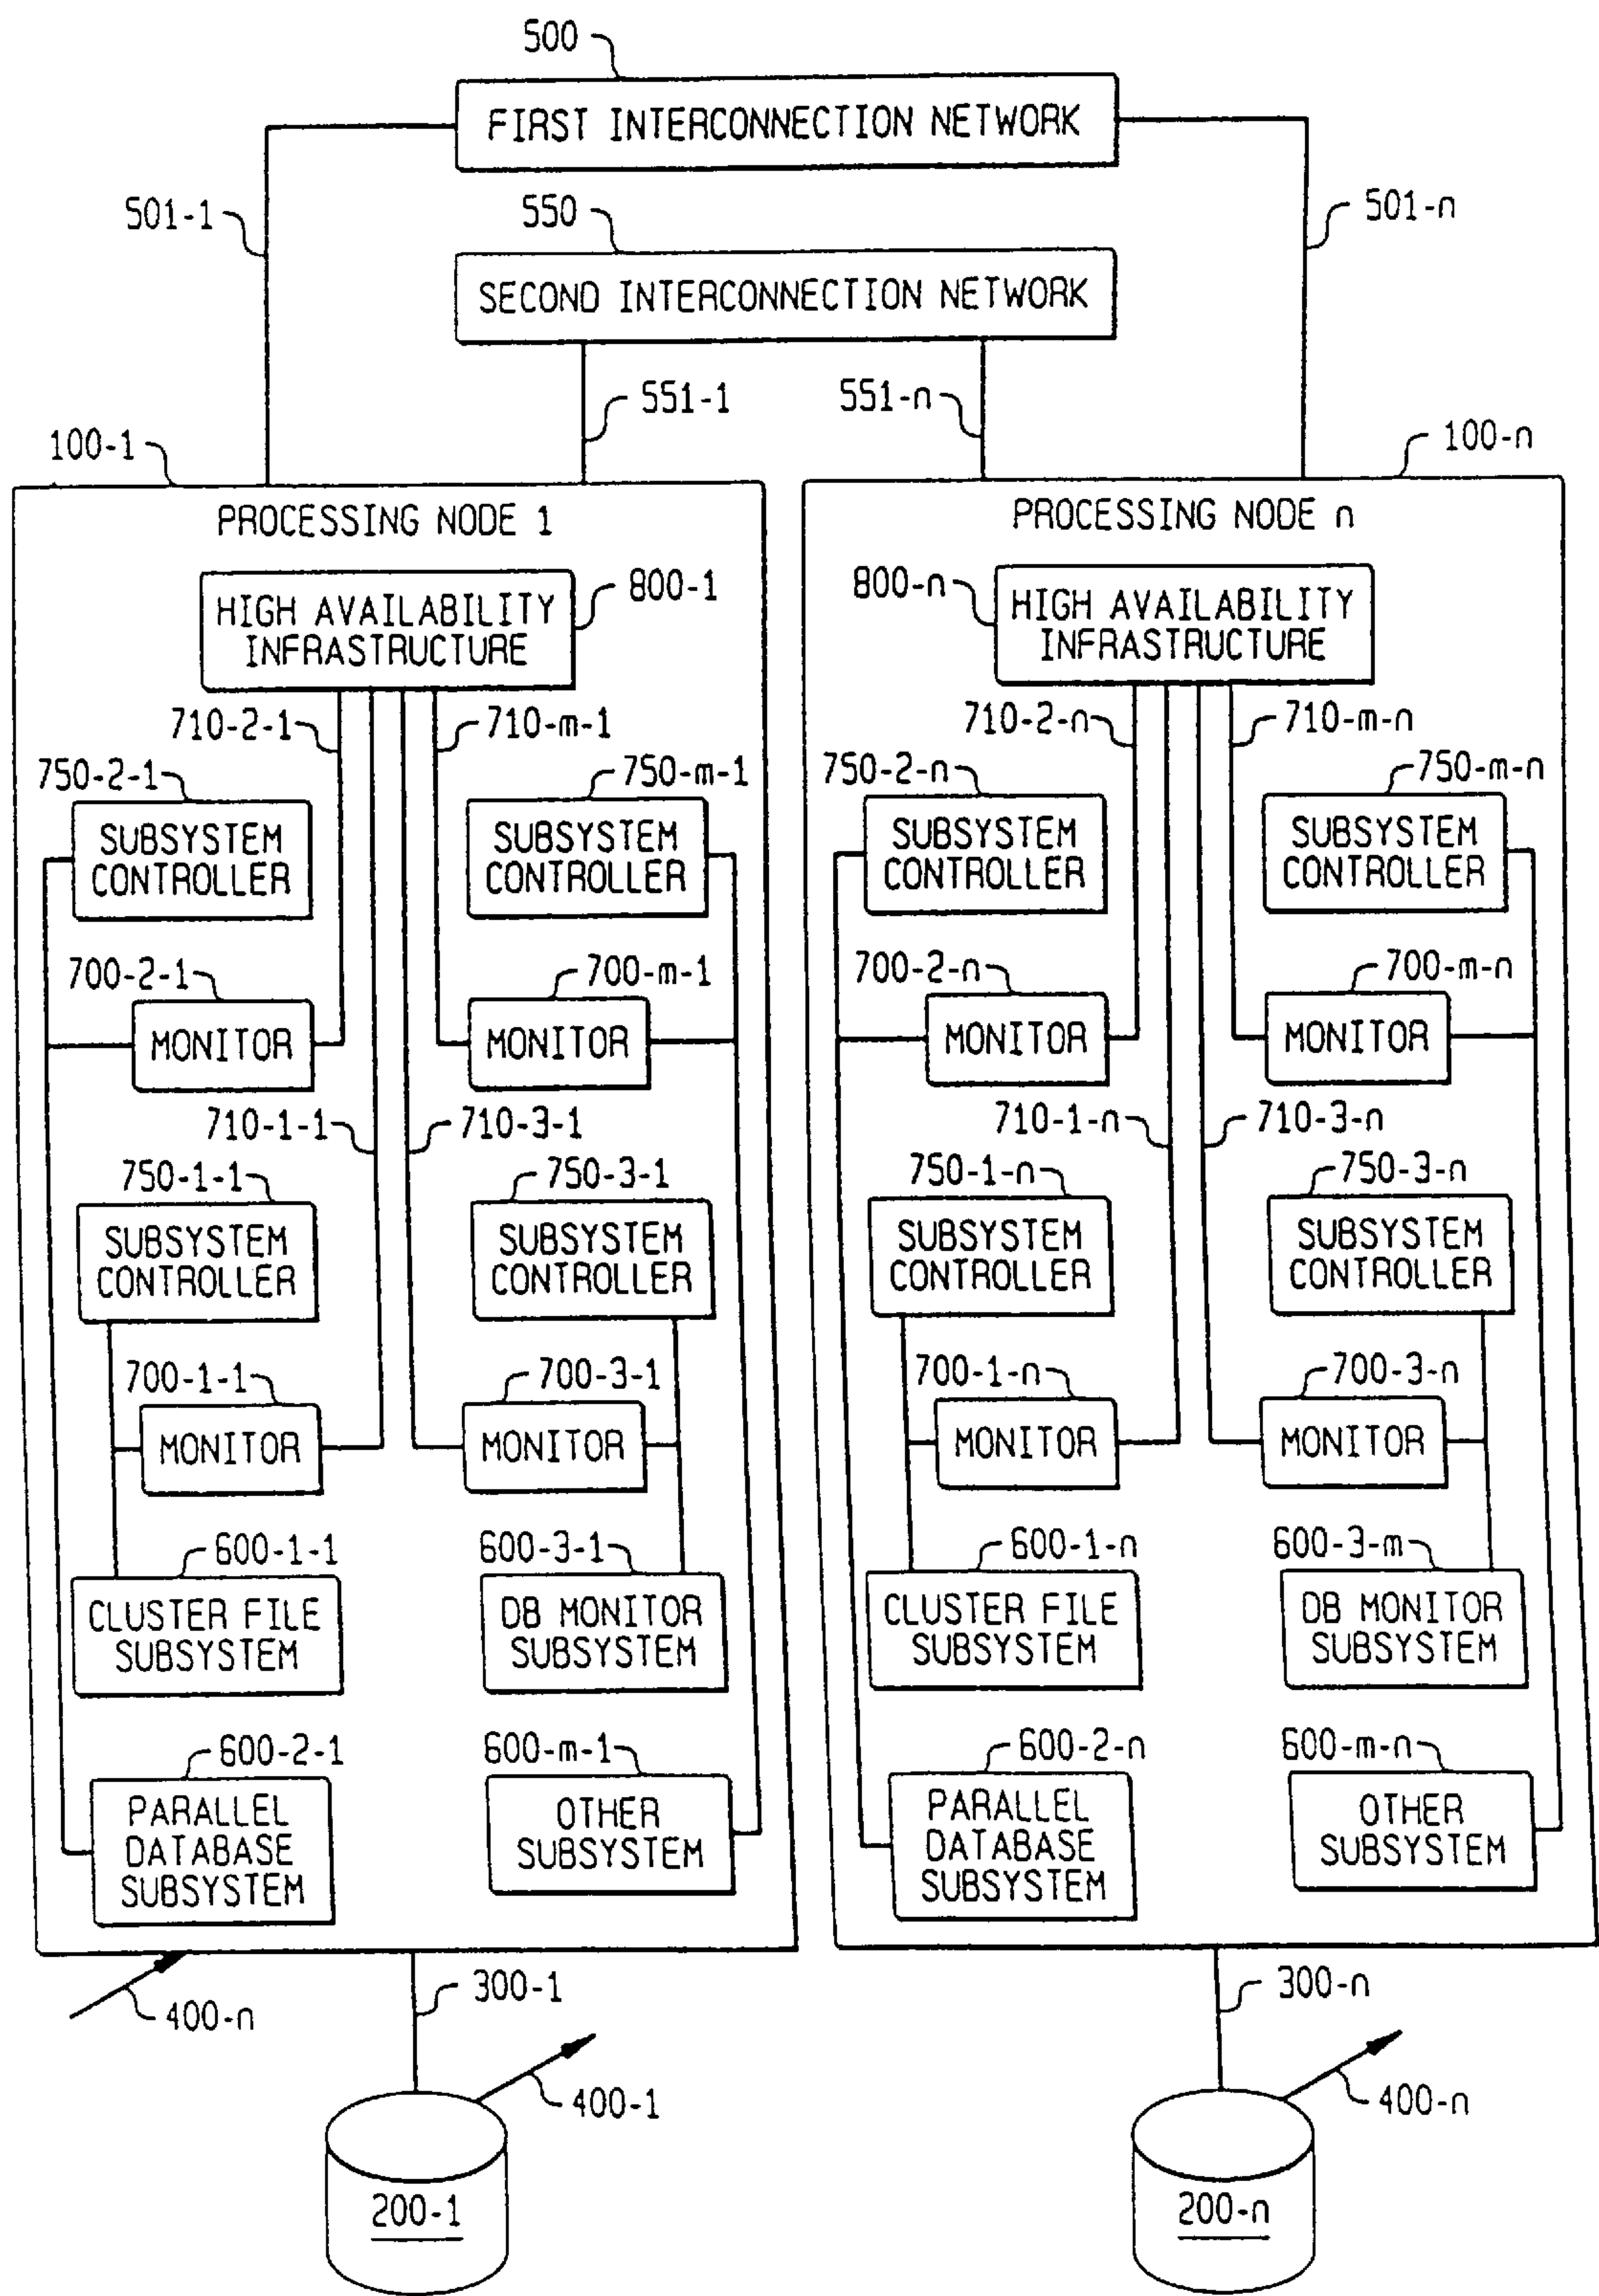 500
FIRST INTERCONNECTION NETWORK
501-1
550
501-n
SECOND INTERCONNECTION NETWORK
551-1
551-n
100-1
100-n
PROCESSING NODE 1
HIGH AVAILABILITY
INFRASTRUCTURE
800-1
710-2-1
710-m-1
750-2-1
750-m-1
SUBSYSTEM
CONTROLLER
SUBSYSTEM
CONTROLLER
700-2-1
700-m-1
MONITOR
MONITOR
710-1-1
710-3-1
750-1-1
750-3-1
SUBSYSTEM
CONTROLLER
SUBSYSTEM
CONTROLLER
700-1-1
700-3-1
MONITOR
MONITOR
600-1-1
600-3-1
CLUSTER FILE
SUBSYSTEM
DB MONITOR
SUBSYSTEM
600-2-1
600-m-1
PARALLEL
DATABASE
SUBSYSTEM
OTHER
SUBSYSTEM
PROCESSING NODE n
800-n
HIGH AVAILABILITY
INFRASTRUCTURE
710-2-n
710-m-n
750-2-n
750-m-n
SUBSYSTEM
CONTROLLER
SUBSYSTEM
CONTROLLER
700-2-n
700-m-n
MONITOR
MONITOR
710-1-n
710-3-n
750-1-n
750-3-n
SUBSYSTEM
CONTROLLER
SUBSYSTEM
CONTROLLER
700-1-n
700-3-n
MONITOR
MONITOR
600-1-n
600-3-m
CLUSTER FILE
SUBSYSTEM
DB MONITOR
SUBSYSTEM
600-2-n
600-m-n
PARALLEL
DATABASE
SUBSYSTEM
OTHER
SUBSYSTEM
400-n
300-1
400-1
200-1
300-n
400-n
200-n